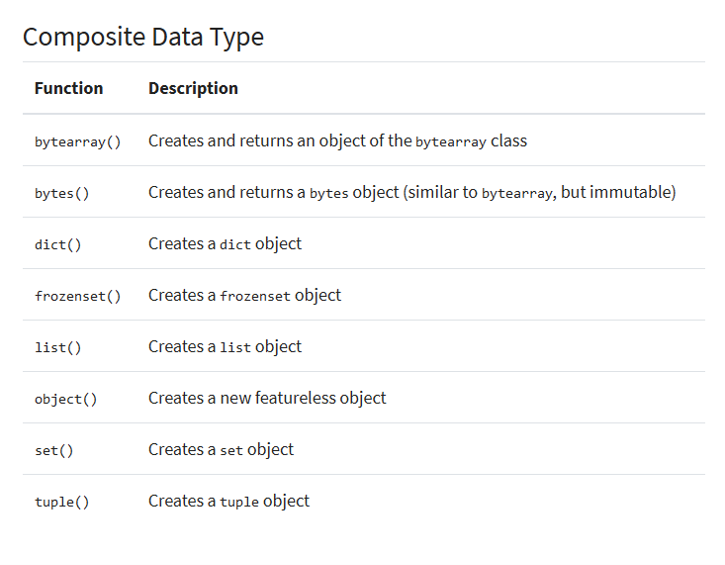 Composite Data Type
Function Description
bytearray() Creates and returns an object of the bytearray class
bytes() Creates and returns a bytes object (similar to bytearray, but immutable)
dict() Creates a dict object
frozenset() Creates a frozenset object
list() Creates a list object
object() Creates a new featureless object
set() Creates a set object
tuple() Creates a tuple object